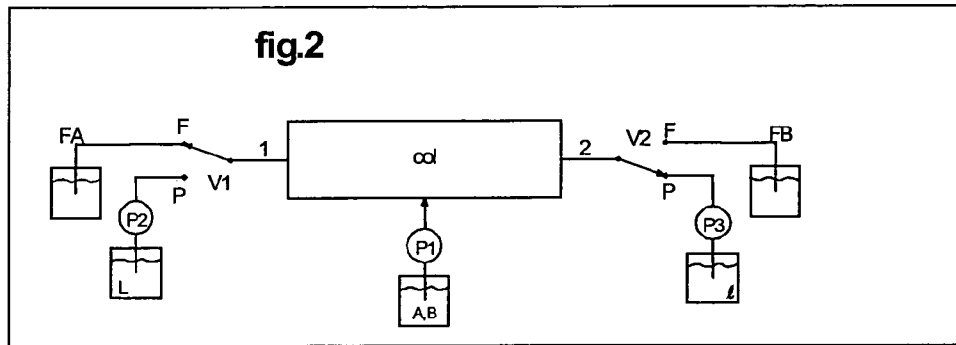 fig.2
FA F 1 col 2 V2 F FB
P V1 P
P2 P1 P3
L A,B ℓ